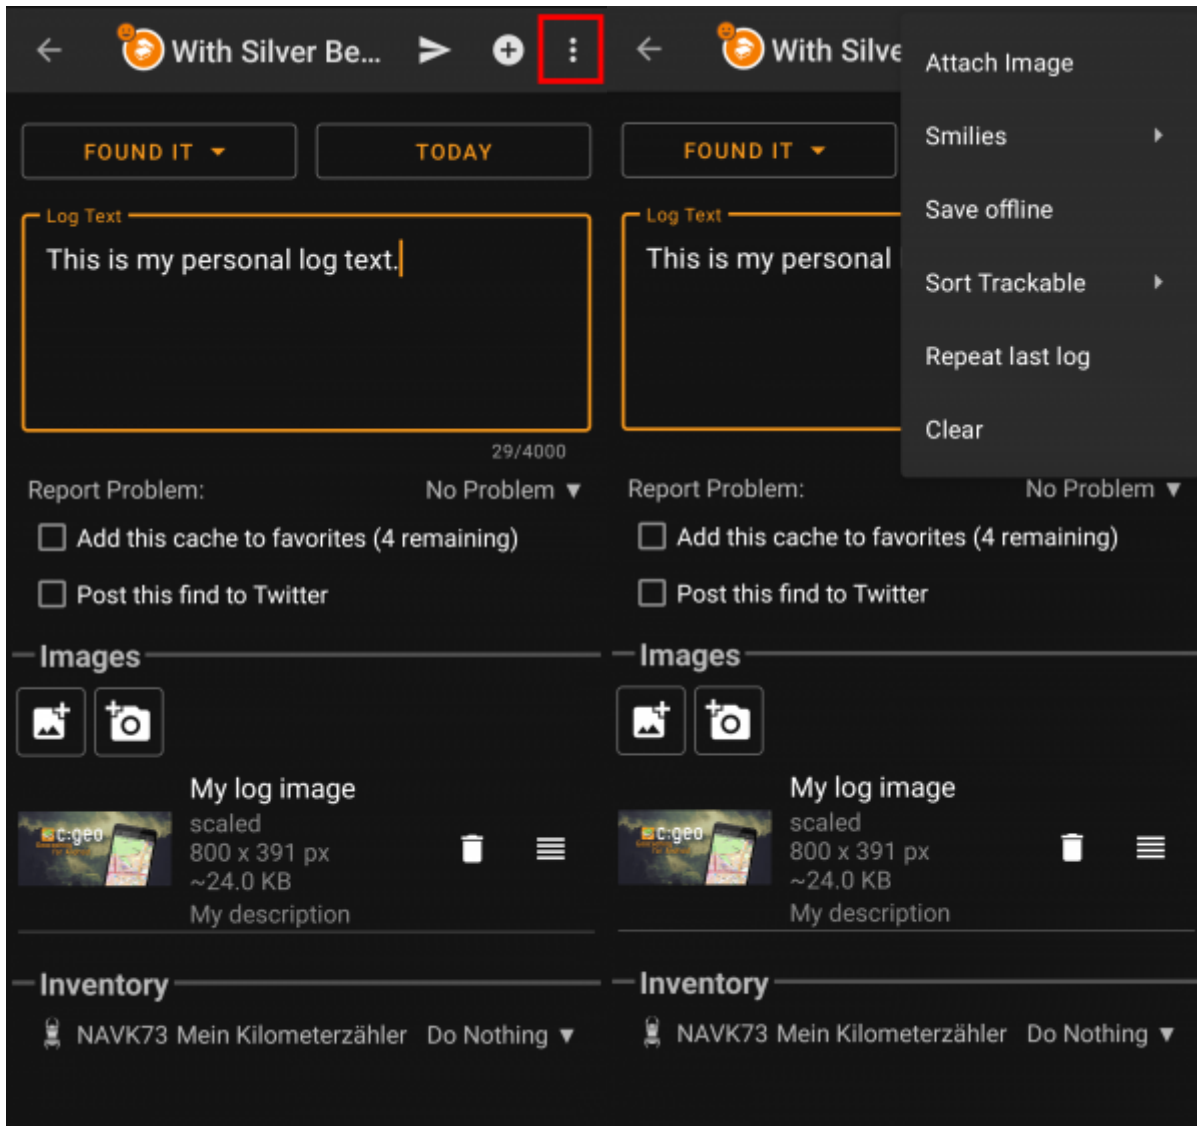 With Silver Be...
FOUND IT
TODAY
Log Text
This is my personal log text.
29/4000
Report Problem:
No Problem
Add this cache to favorites (4 remaining)
Post this find to Twitter
Images
My log image
scaled
800 x 391 px
~24.0 KB
My description
c:geo
Inventory
NAVK73 Mein Kilometerzähler
Do Nothing
With Silve
Attach Image
Smilies
Save offline
Sort Trackable
Repeat last log
Clear
FOUND IT
Log Text
This is my personal
Report Problem:
No Problem
Add this cache to favorites (4 remaining)
Post this find to Twitter
Images
My log image
scaled
800 x 391 px
~24.0 KB
My description
c:geo
Inventory
NAVK73 Mein Kilometerzähler
Do Nothing